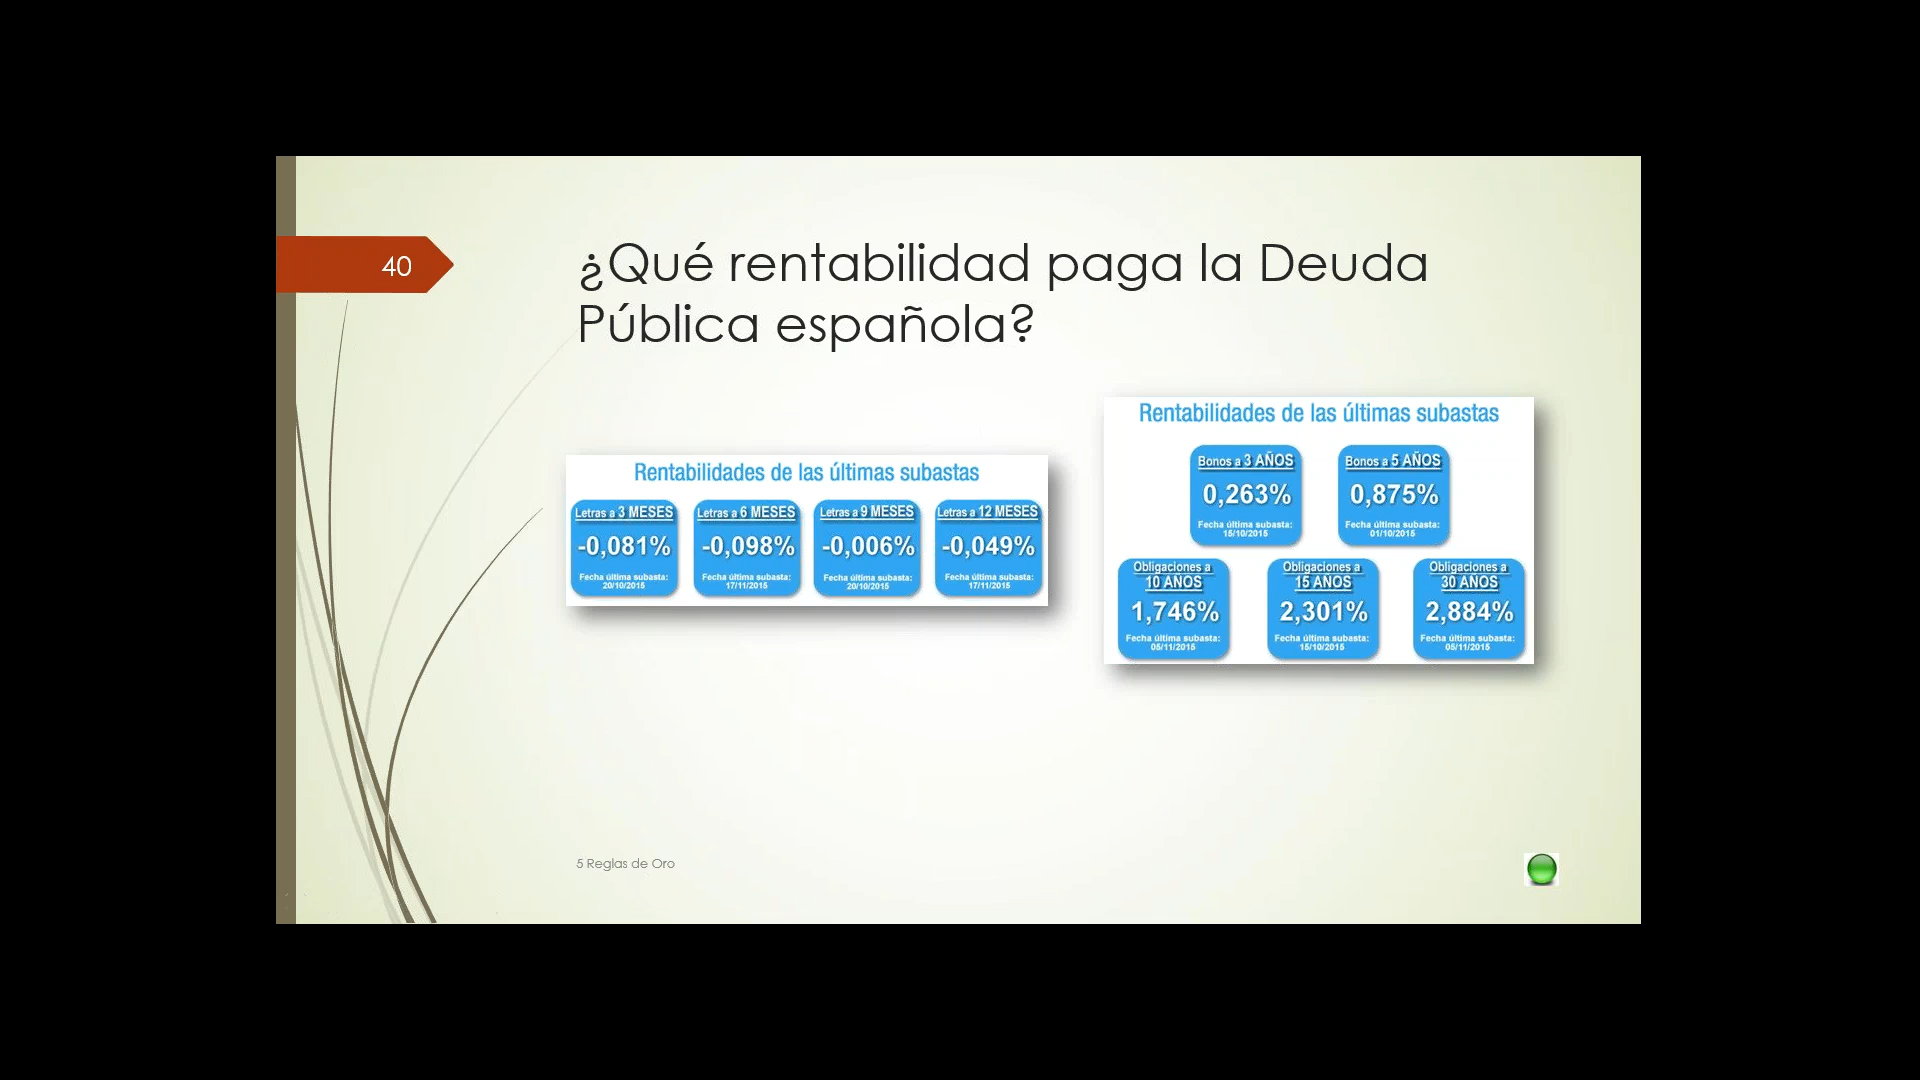 40
¿Qué rentabilidad paga la Deuda
Pública española?
Rentabilidades de las últimas subastas
Letras a 3 MESES
-0,081%
Fecha última subasta:
20/10/2015
Letras a 6 MESES
-0,098%
Fecha última subasta:
17/11/2015
Letras a 9 MESES
-0,006%
Fecha última subasta:
20/10/2015
Letras a 12 MESES
-0,049%
Fecha última subasta:
17/11/2015
Rentabilidades de las últimas subastas
Bonos a 3 AÑOS
0,263%
Fecha última subasta:
15/10/2015
Bonos a 5 AÑOS
0,875%
Fecha última subasta:
01/10/2015
Obligaciones a
10 AÑOS
1,746%
Fecha última subasta:
05/11/2015
Obligaciones a
15 AÑOS
2,301%
Fecha última subasta:
15/10/2015
Obligaciones a
30 AÑOS
2,884%
Fecha última subasta:
05/11/2015
5 Reglas de Oro